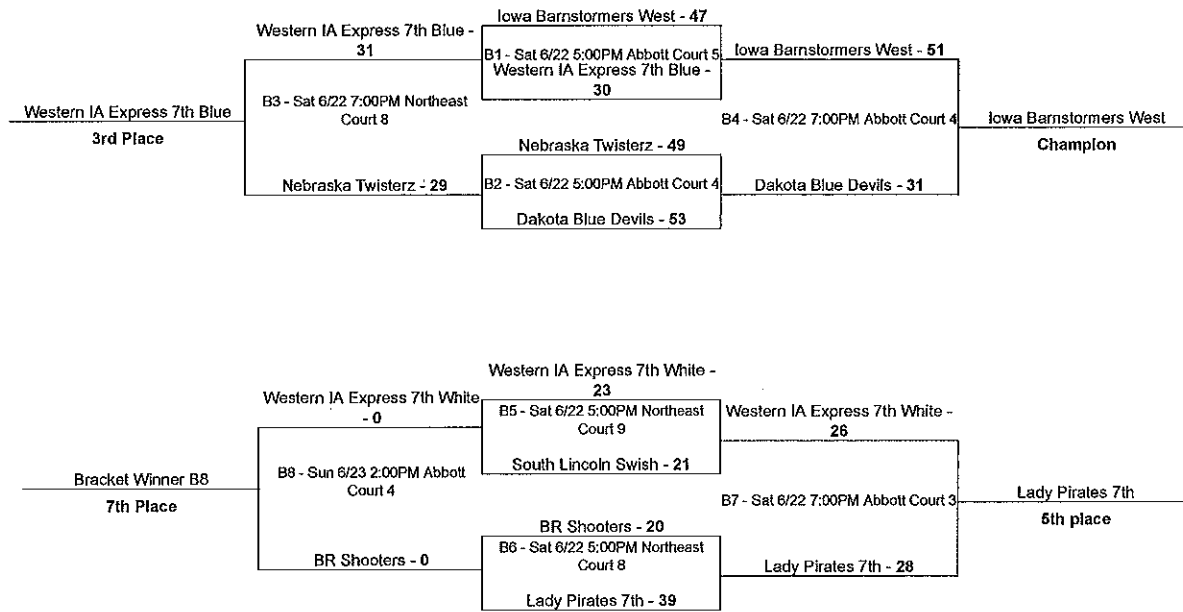 Iowa Barnstormers West - 47
Western IA Express 7th Blue -
31
B1 - Sat 6/22 5:00PM Abbott Court 5
Iowa Barnstormers West - 51
Western IA Express 7th Blue -
30
Western IA Express 7th Blue
3rd Place
B3 - Sat 6/22 7:00PM Northeast
Court 8
B4 - Sat 6/22 7:00PM Abbott Court 4
Iowa Barnstormers West
Champion
Nebraska Twisterz - 49
Nebraska Twisterz - 29
B2 - Sat 6/22 5:00PM Abbott Court 4
Dakota Blue Devils - 31
Dakota Blue Devils - 53
Western IA Express 7th White -
23
Western IA Express 7th White
- 0
B5 - Sat 6/22 5:00PM Northeast
Court 9
Western IA Express 7th White -
26
South Lincoln Swish - 21
Bracket Winner B8
7th Place
B8 - Sun 6/23 2:00PM Abbott
Court 4
B7 - Sat 6/22 7:00PM Abbott Court 3
Lady Pirates 7th
5th place
BR Shooters - 20
BR Shooters - 0
B6 - Sat 6/22 5:00PM Northeast
Court 8
Lady Pirates 7th - 28
Lady Pirates 7th - 39